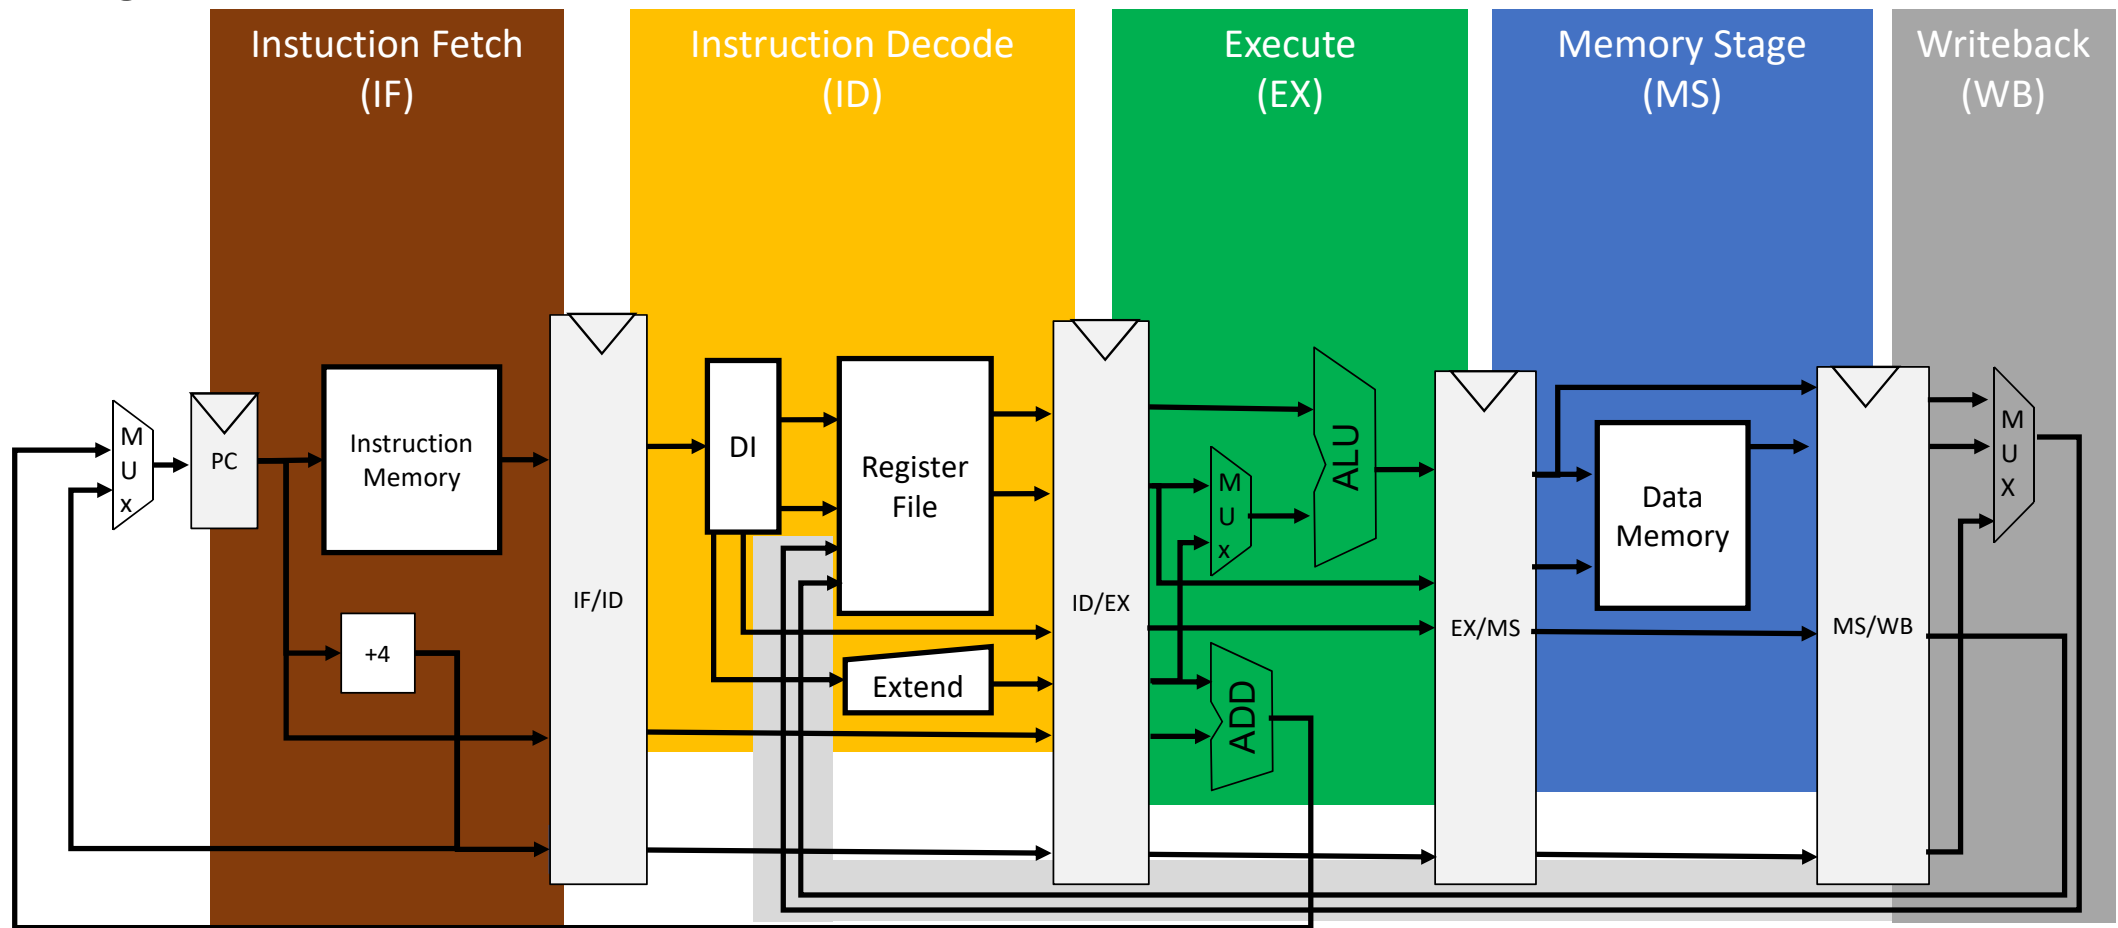 Instuction Fetch
(IF)
Instruction Decode
(ID)
Execute
(EX)
Memory Stage
(MS)
Writeback
(WB)
M
U
x
PC
Instruction
Memory
+4
IF/ID
DI
Register
File
Extend
ID/EX
M
U
x
ALU
ADD
EX/MS
Data
Memory
MS/WB
M
U
X